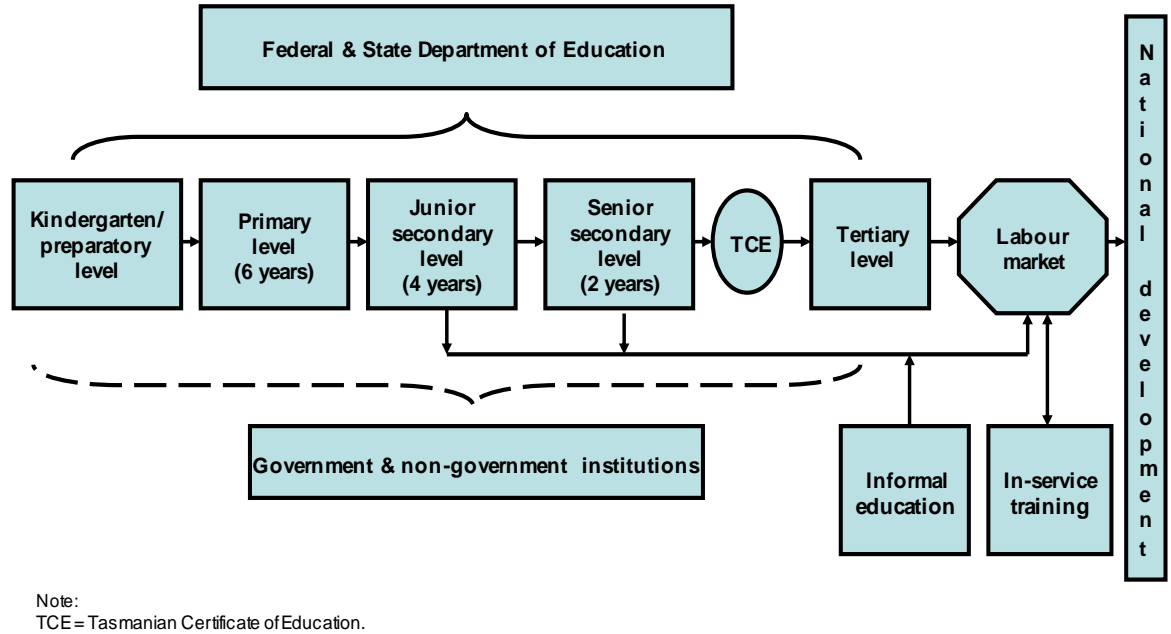 Federal & State Department of Education
Kindergarten/
preparatory
level
Primary
level
(6 years)
Junior
secondary
level
(4 years)
Senior
secondary
level
(2 years)
TCE
Tertiary
level
Labour
market
National development
Government & non-government institutions
Informal
education
In-service
training
Note:
TCE = Tasmanian Certificate of Education.